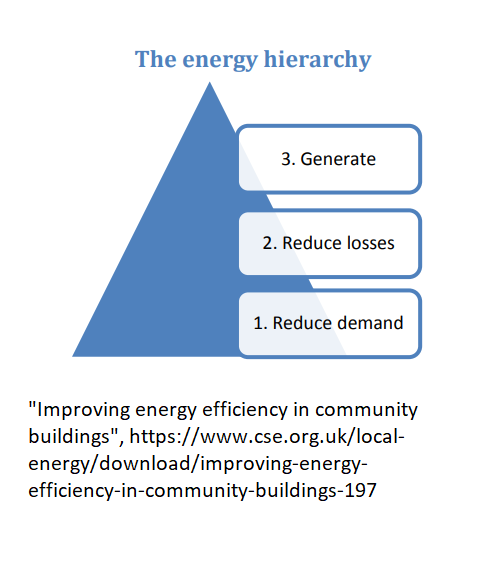 The energy hierarchy
3. Generate
2. Reduce losses
1. Reduce demand
"Improving energy efficiency in community
buildings", https://www.cse.org.uk/local-
energy/download/improving-energy-
efficiency-in-community-buildings-197